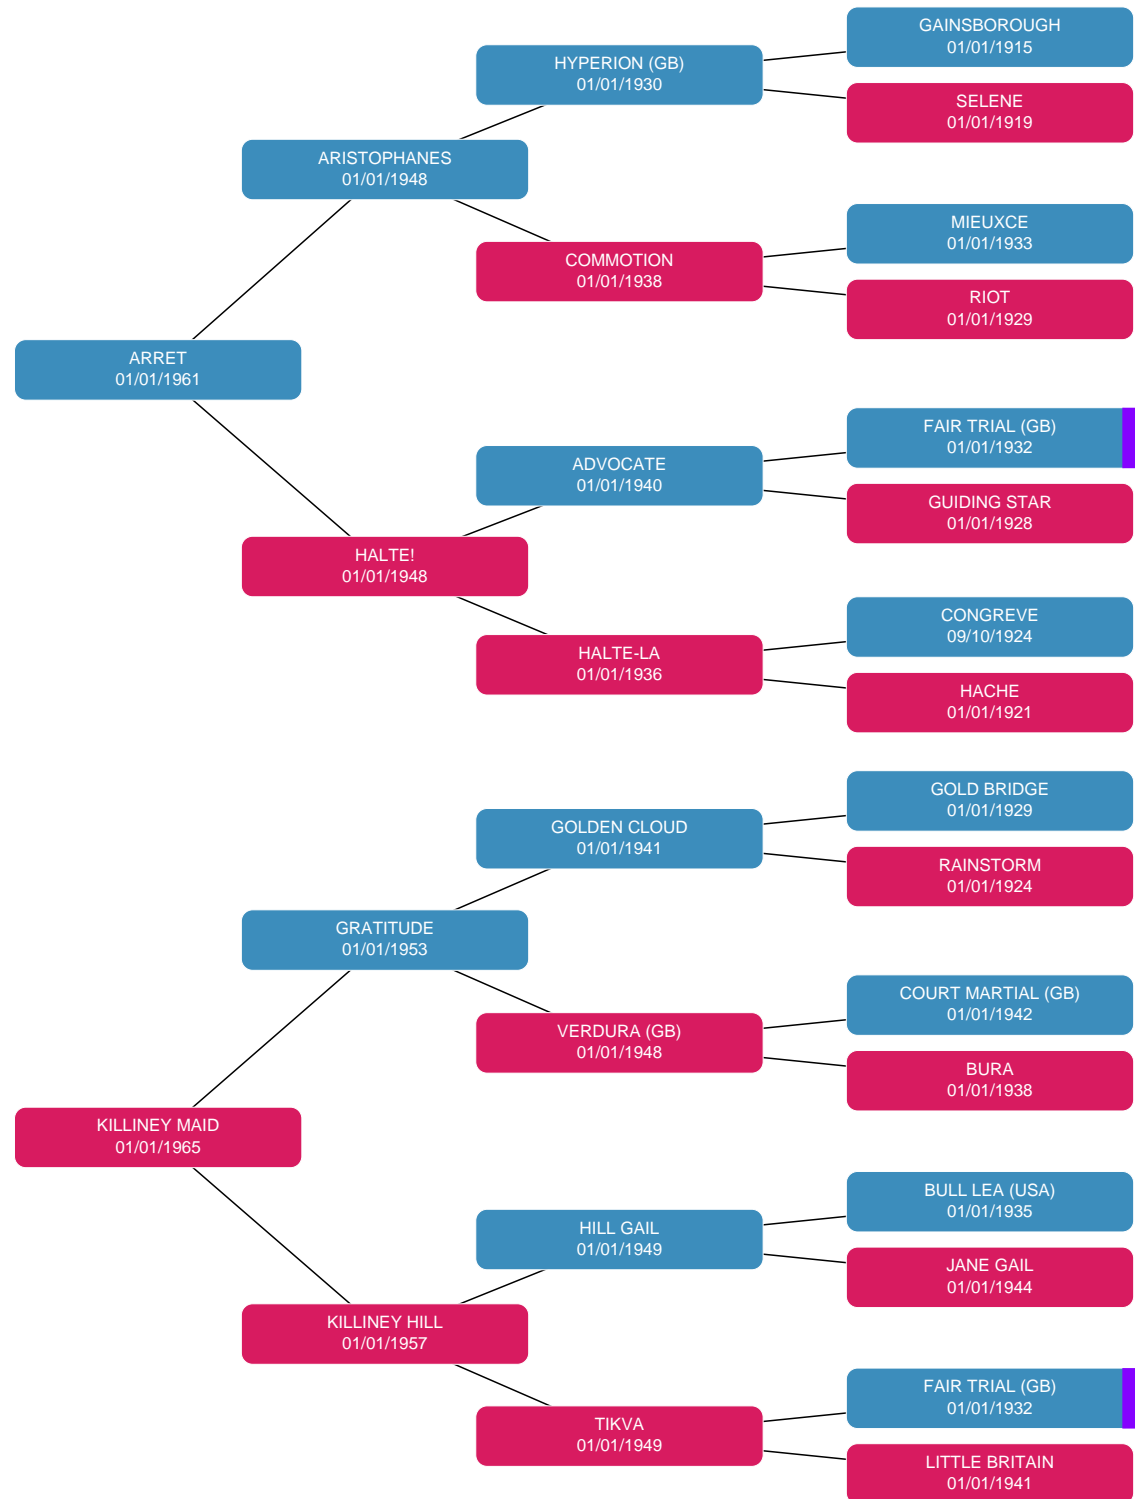 GAINSBOROUGH
01/01/1915
HYPERION (GB)
01/01/1930
SELENE
01/01/1919
ARISTOPHANES
01/01/1948
MIEUXCE
01/01/1933
COMMOTION
01/01/1938
RIOT
01/01/1929
ARRET
01/01/1961
FAIR TRIAL (GB)
01/01/1932
ADVOCATE
01/01/1940
GUIDING STAR
01/01/1928
HALTE!
01/01/1948
CONGREVE
09/10/1924
HALTE-LA
01/01/1936
HACHE
01/01/1921
GOLD BRIDGE
01/01/1929
GOLDEN CLOUD
01/01/1941
RAINSTORM
01/01/1924
GRATITUDE
01/01/1953
COURT MARTIAL (GB)
01/01/1942
VERDURA (GB)
01/01/1948
BURA
01/01/1938
KILLINEY MAID
01/01/1965
BULL LEA (USA)
01/01/1935
HILL GAIL
01/01/1949
JANE GAIL
01/01/1944
KILLINEY HILL
01/01/1957
FAIR TRIAL (GB)
01/01/1932
TIKVA
01/01/1949
LITTLE BRITAIN
01/01/1941